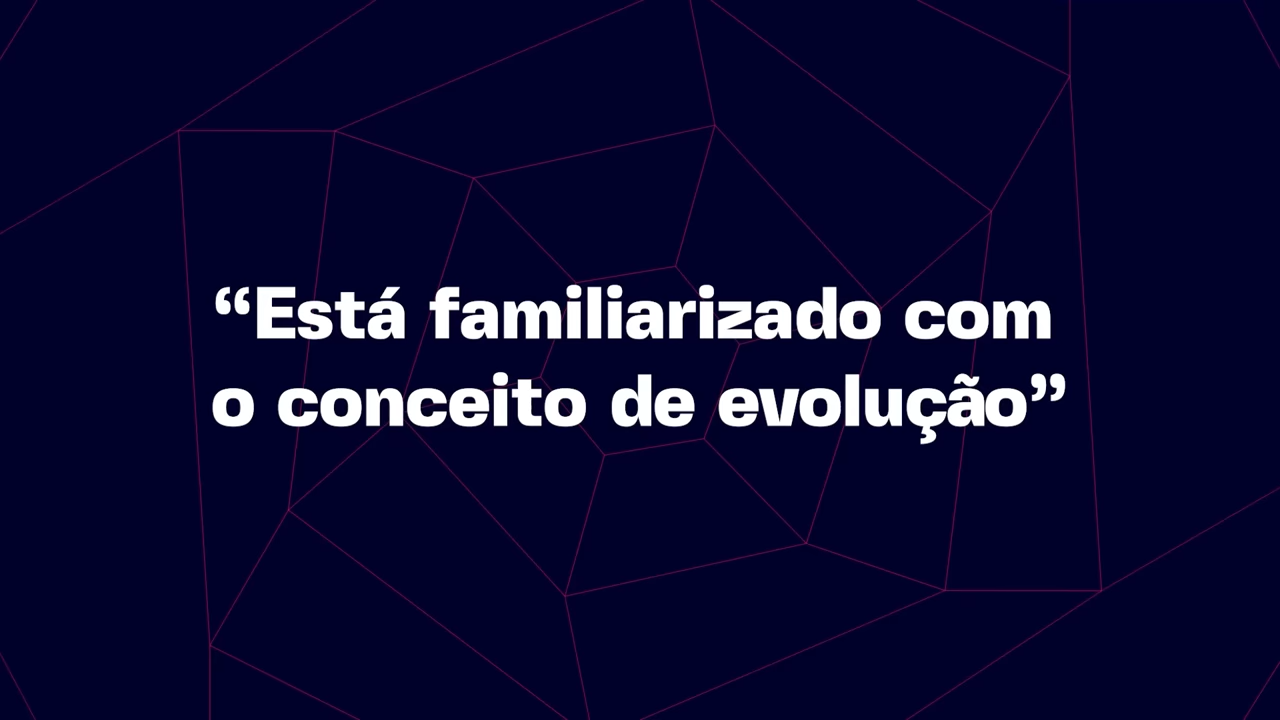 “Está familiarizado com
o conceito de evolução”